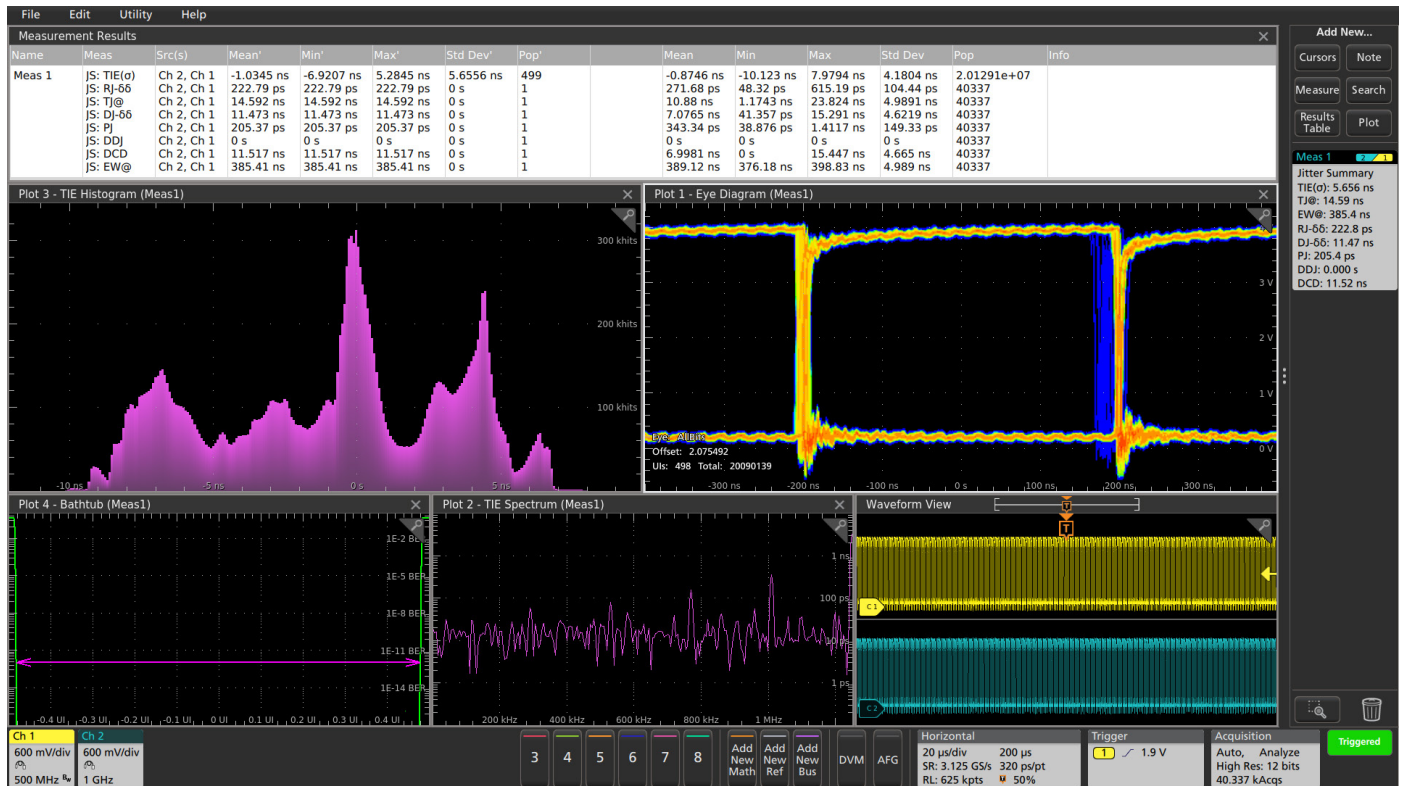 File Edit Utility Help
Measurement Results
Name Meas Src(s) Mean' Min' Max' Std Dev' Pop' Mean Min Max Std Dev Pop Info
Meas 1 JS: TIE(σ) Ch 2, Ch 1 -1.0345 ns -6.9207 ns 5.2845 ns 5.6556 ns 499 -0.8746 ns -10.123 ns 7.9794 ns 4.1804 ns 2.01291e+07
JS: RJ-δδ Ch 2, Ch 1 222.79 ps 222.79 ps 222.79 ps 0 s 1 271.68 ps 48.32 ps 615.19 ps 104.44 ps 40337
JS: TJ@ Ch 2, Ch 1 14.592 ns 14.592 ns 14.592 ns 0 s 1 10.88 ns 1.1743 ns 23.824 ns 4.9891 ns 40337
JS: DJ-δδ Ch 2, Ch 1 11.473 ns 11.473 ns 11.473 ns 0 s 1 7.0765 ns 41.357 ps 15.291 ns 4.6219 ns 40337
JS: PJ Ch 2, Ch 1 205.37 ps 205.37 ps 205.37 ps 0 s 1 343.34 ps 38.876 ps 1.4117 ns 149.33 ps 40337
JS: DDJ Ch 2, Ch 1 0 s 0 s 0 s 0 s 1 0 s 0 s 0 s 0 s 40337
JS: DCD Ch 2, Ch 1 11.517 ns 11.517 ns 11.517 ns 0 s 1 6.9981 ns 0 s 15.447 ns 4.665 ns 40337
JS: EW@ Ch 2, Ch 1 385.41 ns 385.41 ns 385.41 ns 0 s 1 389.12 ns 376.18 ns 398.83 ns 4.989 ns 40337
Plot 3 - TIE Histogram (Meas1)
300 khits
200 khits
100 khits
-10 ns -5 ns 0 s 5 ns
Plot 1 - Eye Diagram (Meas1)
3 V
2 V
1 V
0 V
Eye: All Bits
Offset: 2.075492
UIs: 498 Total: 20090139
-300 ns -200 ns -100 ns 0 s 100 ns 200 ns 300 ns
Plot 4 - Bathtub (Meas1)
1E-2 BER
1E-5 BER
1E-8 BER
1E-11 BER
1E-14 BER
-0.4 UI -0.3 UI -0.2 UI -0.1 UI 0 UI 0.1 UI 0.2 UI 0.3 UI 0.4 UI
Plot 2 - TIE Spectrum (Meas1)
1 ns
100 ps
10 ps
1 ps
200 kHz 400 kHz 600 kHz 800 kHz 1 MHz
Waveform View
T
T
C1
C2
Add New...
Cursors Note
Measure Search
Results Table Plot
Meas 1 2 1
Jitter Summary
TIE(σ): 5.656 ns
TJ@: 14.59 ns
EW@: 385.4 ns
RJ-δδ: 222.8 ps
DJ-δδ: 11.47 ns
PJ: 205.4 ps
DDJ: 0.000 s
DCD: 11.52 ns
Ch 1
600 mV/div
500 MHz Bw
Ch 2
600 mV/div
1 GHz
3 4 5 6 7 8
Add New Math
Add New Ref
Add New Bus
DVM
AFG
Horizontal
20 µs/div 200 µs
SR: 3.125 GS/s 320 ps/pt
RL: 625 kpts 50%
Trigger
1 1.9 V
Acquisition
Auto, Analyze
High Res: 12 bits
40.337 kAcqs
Triggered